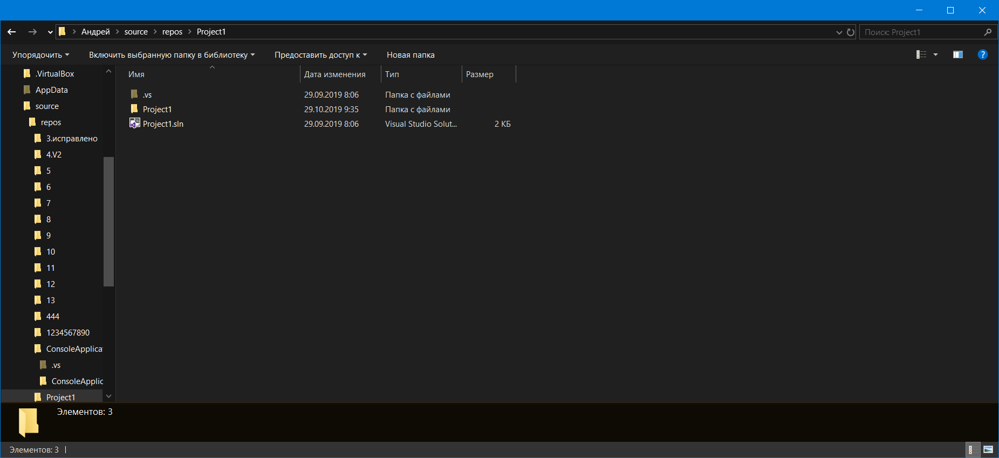 Андрей source repos Project1
Поиск: Project1
Упорядочить Включить выбранную папку в библиотеку Предоставить доступ к Новая папка
.VirtualBox
AppData
source
repos
3.исправлено
4.V2
5
6
7
8
9
10
11
12
13
444
1234567890
ConsoleApplica
.vs
ConsoleApplic
Project1
Имя Дата изменения Тип Размер
.vs 29.09.2019 8:06 Папка с файлами
Project1 29.10.2019 9:35 Папка с файлами
Project1.sln 29.09.2019 8:06 Visual Studio Solut... 2 КБ
Элементов: 3
Элементов: 3